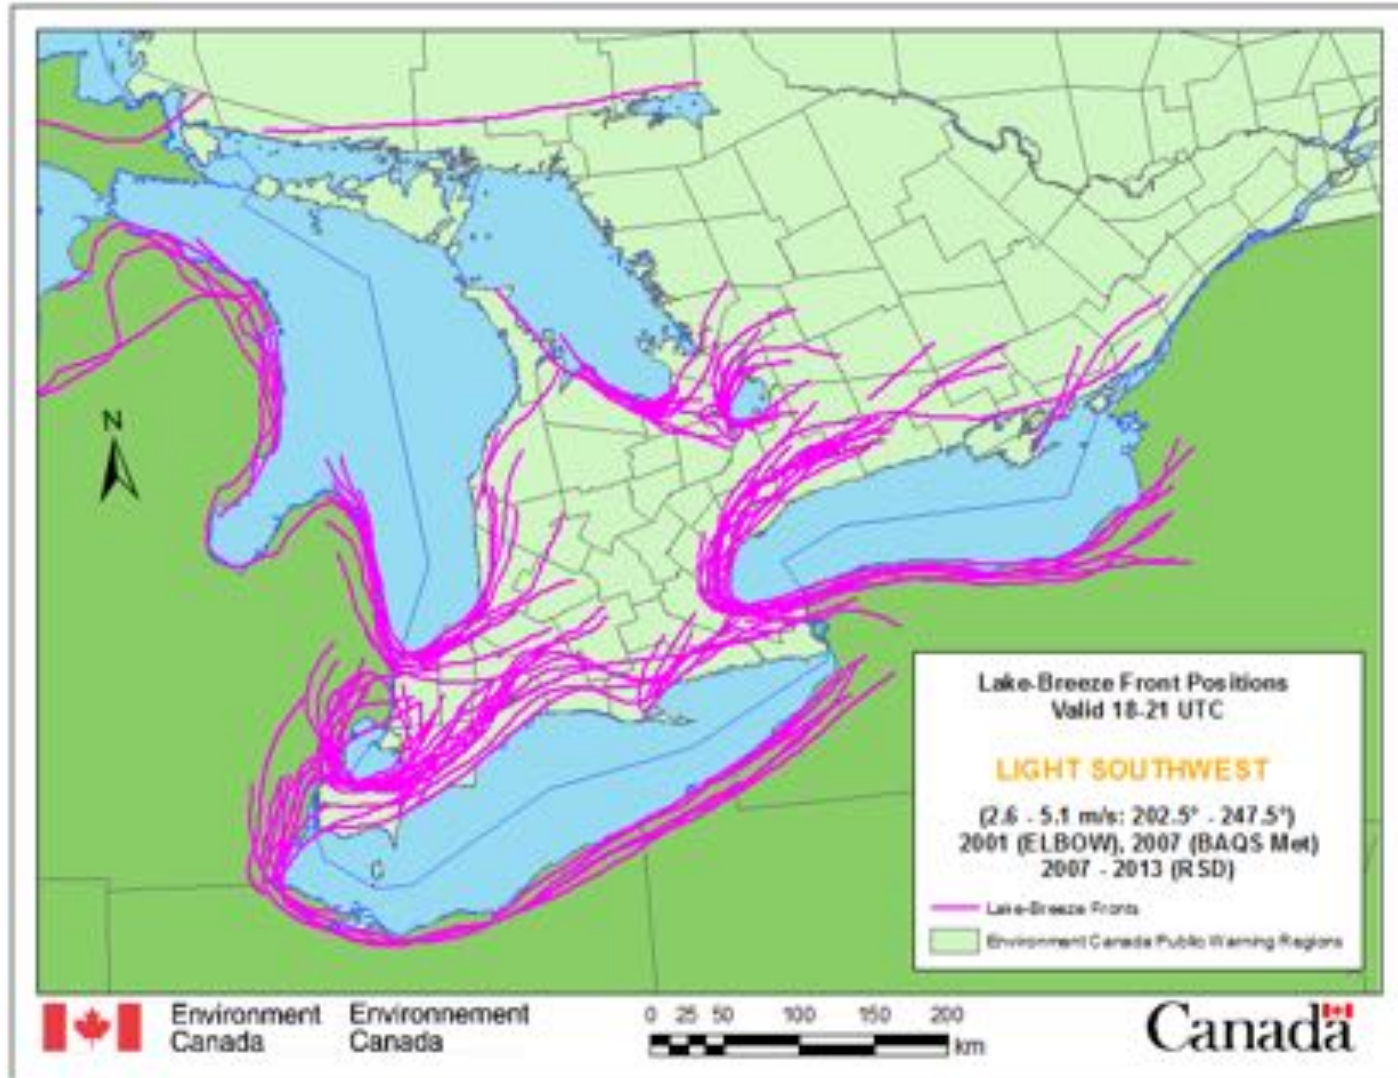 N
Lake-Breeze Front Positions
Valid 18-21 UTC
LIGHT SOUTHWEST
(2.6 - 5.1 m/s: 202.5° - 247.5°)
2001 (ELBOW), 2007 (BAQS Met)
2007 - 2013 (RSD)
Lake-Breeze Fronts
Environment Canada Public Warning Regions
Environment Canada
Environnement Canada
0 25 50 100 150 200
km
Canada